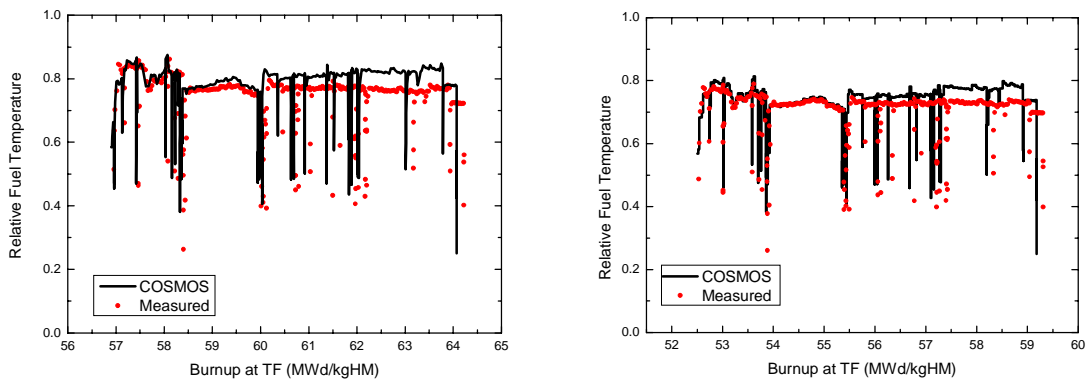 1.0
0.8
0.6
0.4
0.2
0.0
Relative Fuel Temperature
COSMOS
Measured
56 57 58 59 60 61 62 63 64 65
Burnup at TF (MWd/kgHM)
1.0
0.8
0.6
0.4
0.2
0.0
Relative Fuel Temperature
COSMOS
Measured
52 53 54 55 56 57 58 59 60
Burnup at TF (MWd/kgHM)